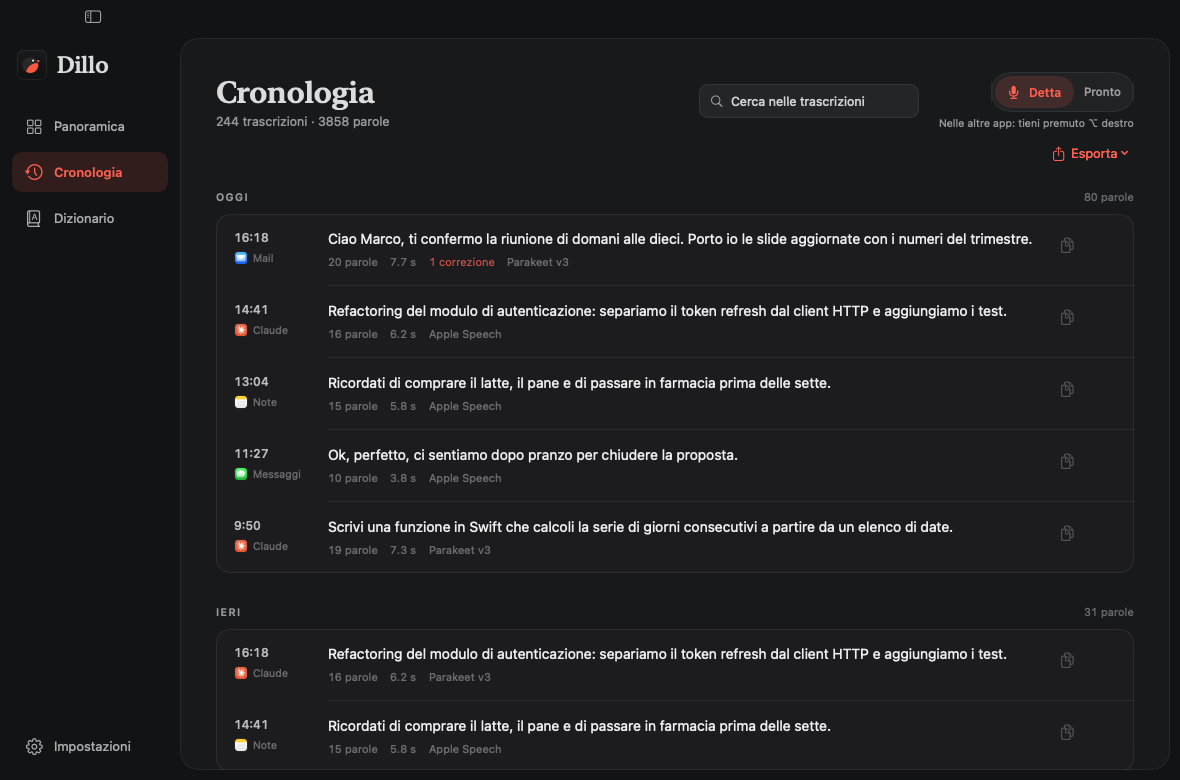 Dillo
Panoramica
Cronologia
Dizionario
Impostazioni
Cronologia
244 trascrizioni · 3858 parole
Cerca nelle trascrizioni
Detta
Pronto
Nelle altre app: tieni premuto ⌥ destro
Esporta
OGGI
80 parole
16:18
Mail
Ciao Marco, ti confermo la riunione di domani alle dieci. Porto io le slide aggiornate con i numeri del trimestre.
20 parole 7.7 s 1 correzione Parakeet v3
14:41
Claude
Refactoring del modulo di autenticazione: separiamo il token refresh dal client HTTP e aggiungiamo i test.
16 parole 6.2 s Apple Speech
13:04
Note
Ricordati di comprare il latte, il pane e di passare in farmacia prima delle sette.
15 parole 5.8 s Apple Speech
11:27
Messaggi
Ok, perfetto, ci sentiamo dopo pranzo per chiudere la proposta.
10 parole 3.8 s Apple Speech
9:50
Claude
Scrivi una funzione in Swift che calcoli la serie di giorni consecutivi a partire da un elenco di date.
19 parole 7.3 s Parakeet v3
IERI
31 parole
16:18
Claude
Refactoring del modulo di autenticazione: separiamo il token refresh dal client HTTP e aggiungiamo i test.
16 parole 6.2 s Parakeet v3
14:41
Note
Ricordati di comprare il latte, il pane e di passare in farmacia prima delle sette.
15 parole 5.8 s Apple Speech